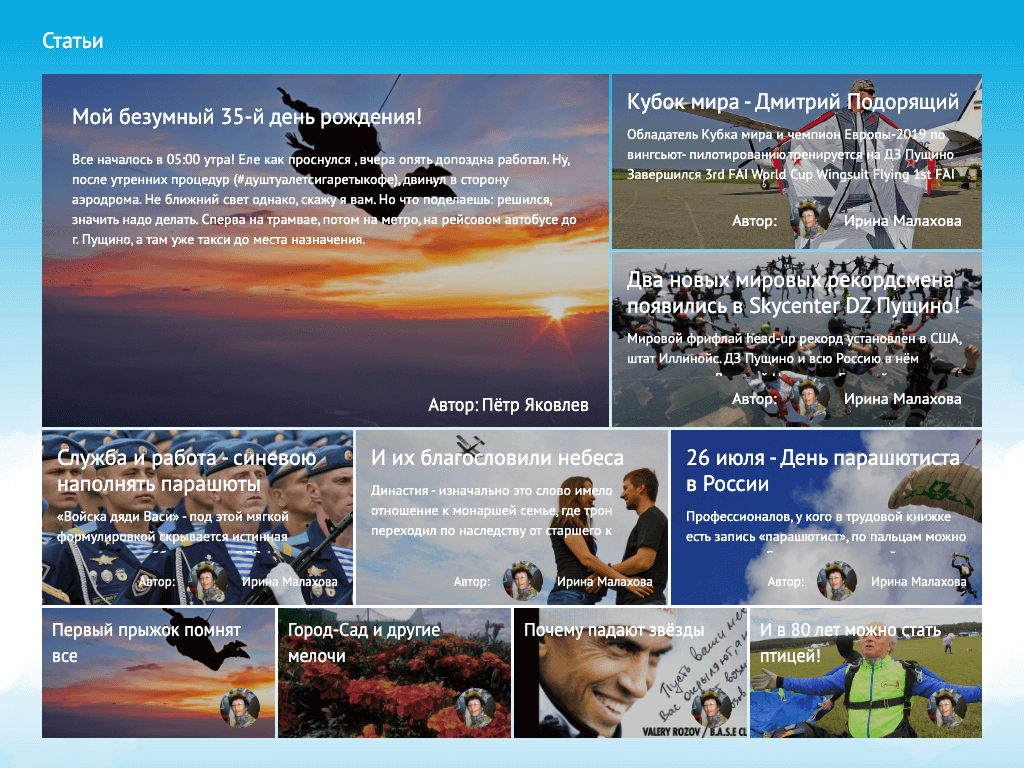 Статьи
Мой безумный 35-й день рождения!
Все началось в 05:00 утра! Еле как проснулся , вчера опять допоздна работал. Ну,
после утренних процедур (#душтуалетсигаретыкофе), двинул в сторону
аэродрома. Не ближний свет однако, скажу я вам. Но что поделаешь: решился,
значить надо делать. Сперва на трамвае, потом на метро, на рейсовом автобусе до
г. Пущино, а там уже такси до места назначения.
Автор: Пётр Яковлев
Кубок мира - Дмитрий Подорящий
Обладатель Кубка мира и чемпион Европы-2019 по
вингсьют- пилотированию тренируется на ДЗ Пущино
Завершился 3rd FAI World Cup Wingsuit Flying 1st FAI
Автор: Ирина Малахова
Два новых мировых рекордсмена
появились в Skycenter DZ Пущино!
Мировой фрифлай head-up рекорд установлен в США,
штат Иллинойс. ДЗ Пущино и всю Россию в нём
Автор: Ирина Малахова
Служба и работа - синевою
наполнять парашюты
«Войска дяди Васи» - под этой мягкой
формулировкой скрывается истинная
Автор: Ирина Малахова
И их благословили небеса
Династия - изначально это слово имело
отношение к монаршей семье, где трон
переходил по наследству от старшего к
Автор: Ирина Малахова
26 июля - День парашютиста
в России
Профессионалов, у кого в трудовой книжке
есть запись «парашютист», по пальцам можно
Автор: Ирина Малахова
Первый прыжок помнят
все
Город-Сад и другие
мелочи
Почему падают звёзды
Пусть ваши
VALERY ROZOV / B.A.S.E CL
И в 80 лет можно стать
птицей!